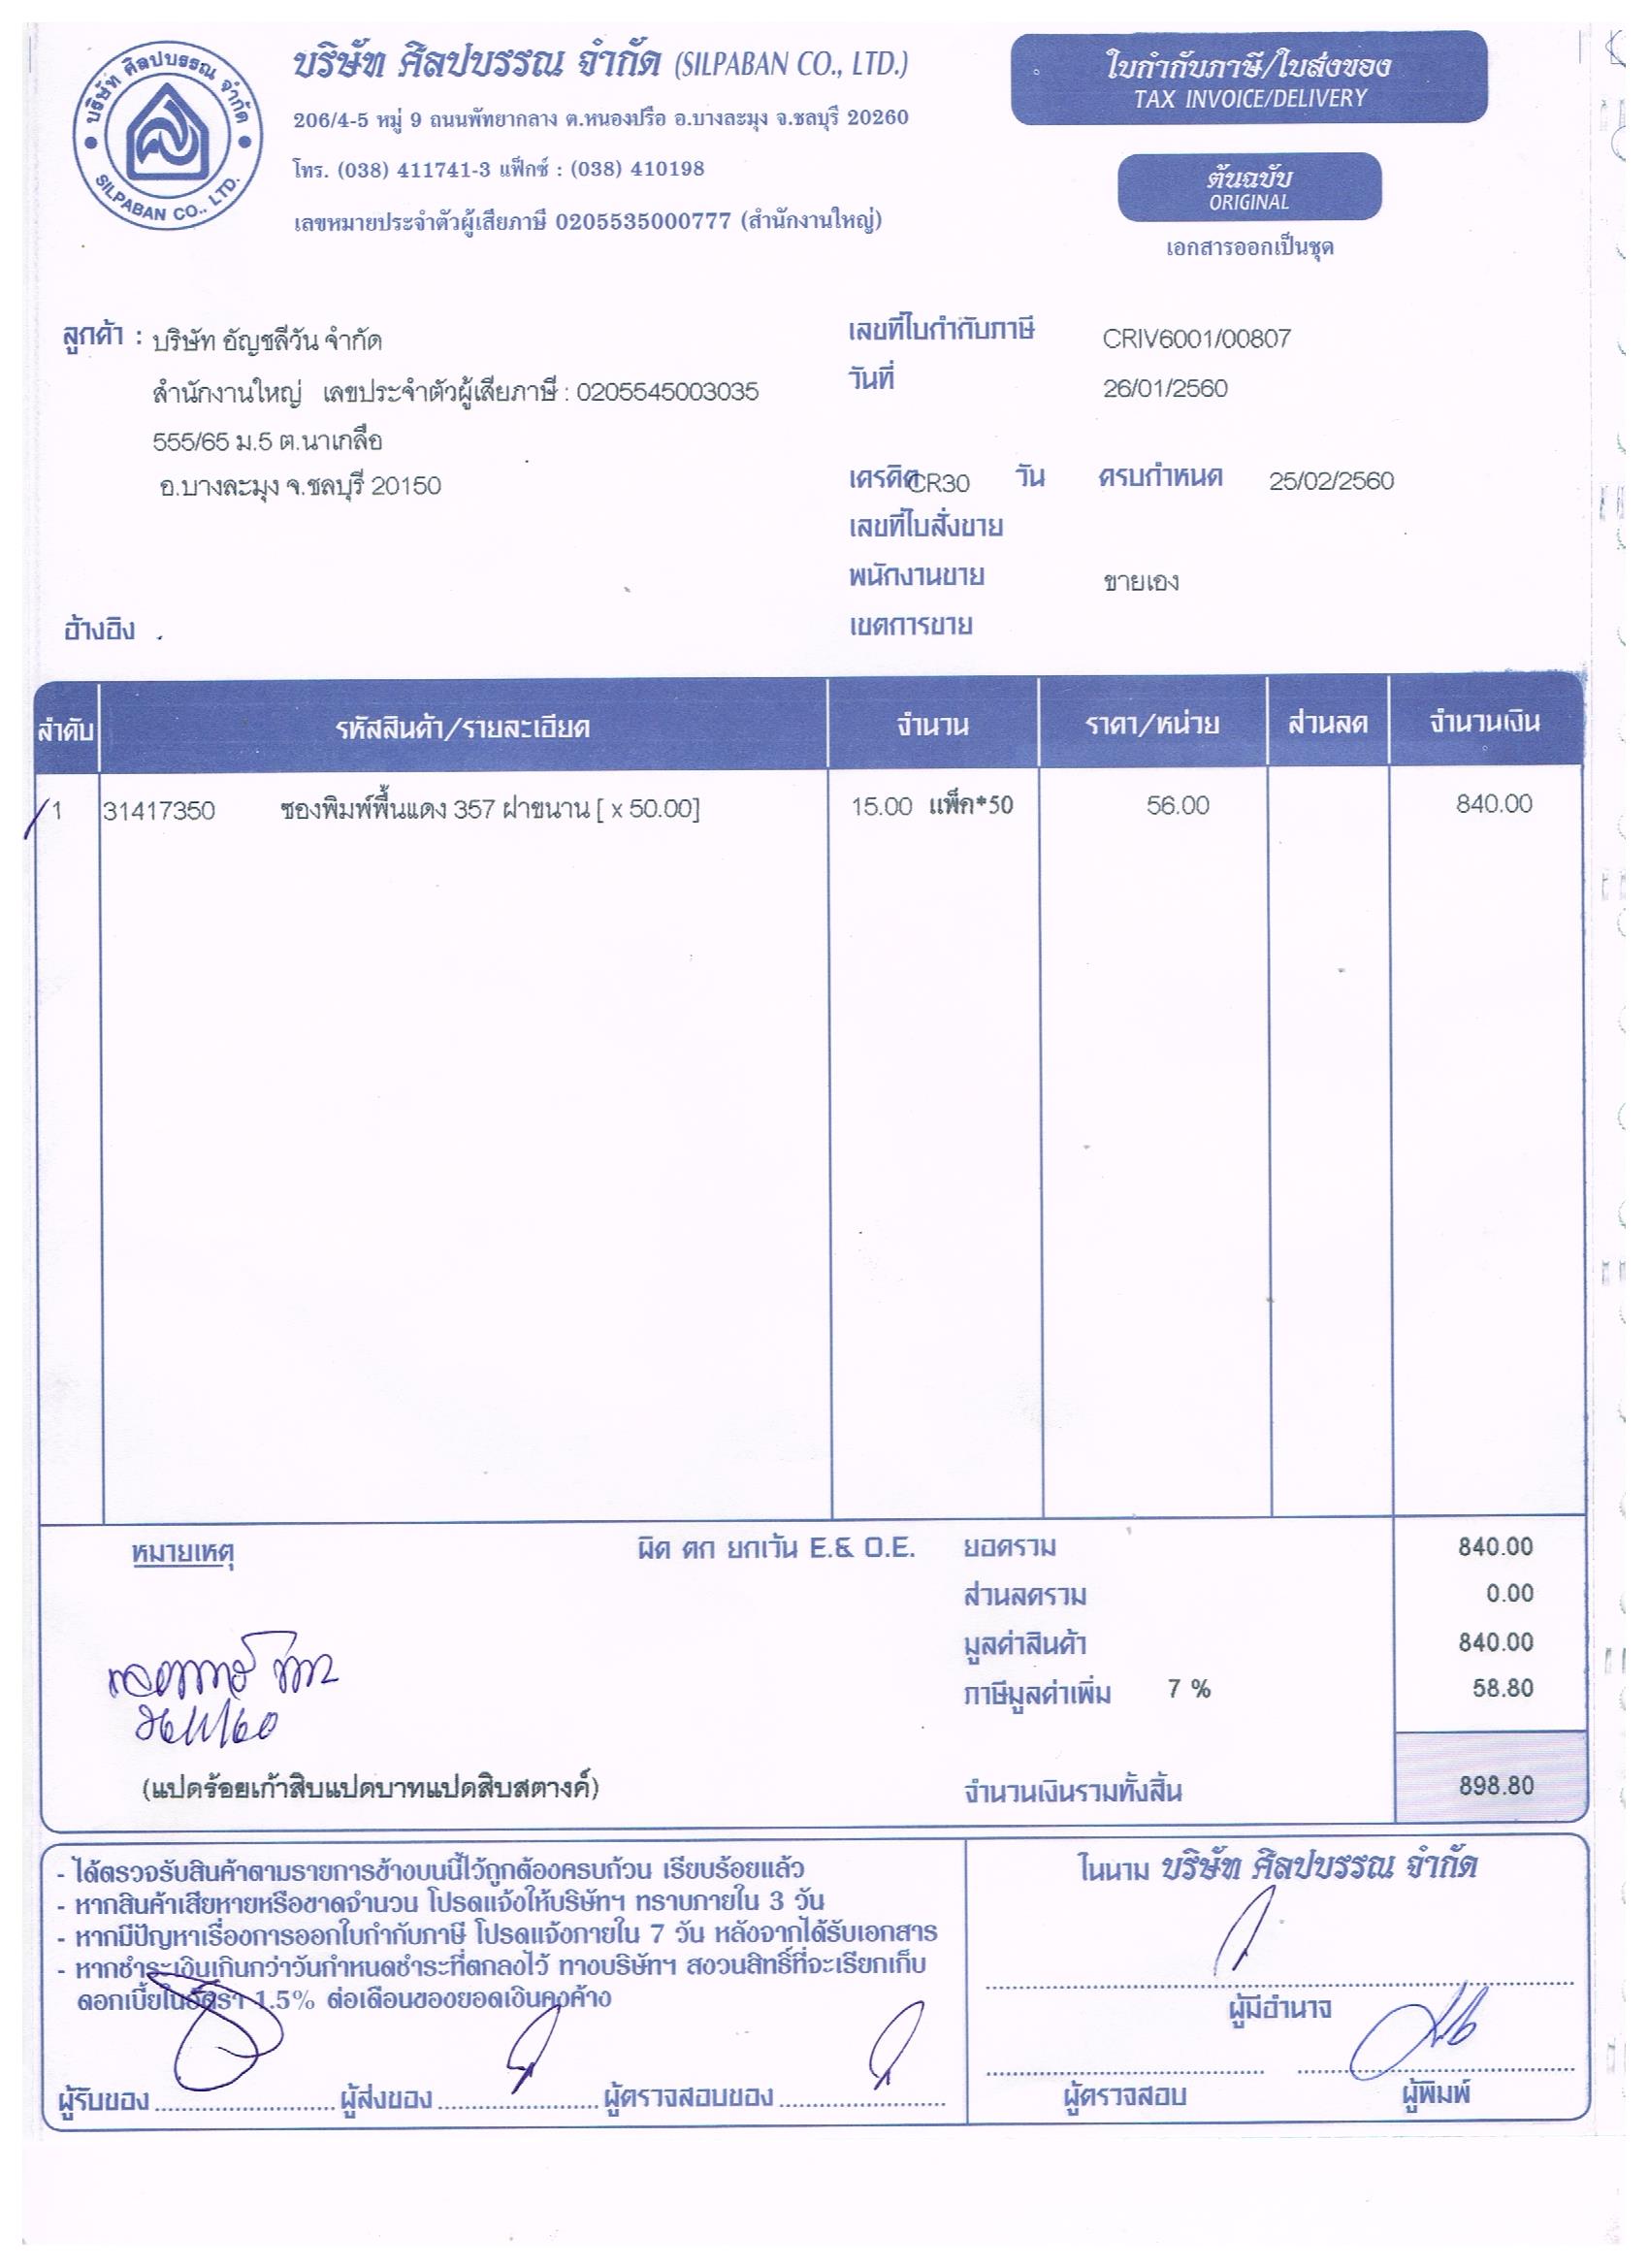 บริษัท ศิลปบรรณ จำกัด
SILPABAN CO., LTD.
บริษัท ศิลปบรรณ จำกัด (SILPABAN CO., LTD.)
206/4-5 หมู่ 9 ถนนพัทยากลาง ต.หนองปรือ อ.บางละมุง จ.ชลบุรี 20260
โทร. (038) 411741-3 แฟ็กซ์ : (038) 410198
เลขหมายประจำตัวผู้เสียภาษี 0205535000777 (สำนักงานใหญ่)
ใบกำกับภาษี/ใบส่งของ
TAX INVOICE/DELIVERY
ต้นฉบับ
ORIGINAL
เอกสารออกเป็นชุด
ลูกค้า : บริษัท อัญชลีวัน จำกัด
สำนักงานใหญ่ เลขประจำตัวผู้เสียภาษี : 0205545003035
555/65 ม.5 ต.นาเกลือ
อ.บางละมุง จ.ชลบุรี 20150
อ้างอิง .
เลขที่ใบกำกับภาษี CRIV6001/00807
วันที่ 26/01/2560
เครดิต CR30 วัน ครบกำหนด 25/02/2560
เลขที่ใบสั่งขาย
พนักงานขาย ขายเอง
เขตการขาย
ลำดับ รหัสสินค้า/รายละเอียด จำนวน ราคา/หน่วย ส่วนลด จำนวนเงิน
1 31417350 ซองพิมพ์พื้นแดง 357 ฝาขนาน [ x 50.00] 15.00 แพ็ค*50 56.00 840.00
หมายเหตุ ผิด ตก ยกเว้น E.& O.E. ยอดรวม 840.00
ส่วนลดรวม 0.00
มูลค่าสินค้า 840.00
ภาษีมูลค่าเพิ่ม 7 % 58.80
26/1/60
(แปดร้อยเก้าสิบแปดบาทแปดสิบสตางค์) จำนวนเงินรวมทั้งสิ้น 898.80
- ได้ตรวจรับสินค้าตามรายการข้างบนนี้ไว้ถูกต้องครบถ้วน เรียบร้อยแล้ว
- หากสินค้าเสียหายหรือขาดจำนวน โปรดแจ้งให้บริษัทฯ ทราบภายใน 3 วัน
- หากมีปัญหาเรื่องการออกใบกำกับภาษี โปรดแจ้งภายใน 7 วัน หลังจากได้รับเอกสาร
- หากชำระเงินเกินกว่าวันกำหนดชำระที่ตกลงไว้ ทางบริษัทฯ สงวนสิทธิ์ที่จะเรียกเก็บ
ดอกเบี้ยในอัตรา 1.5% ต่อเดือนของยอดเงินคงค้าง
ผู้รับของ ผู้ส่งของ ผู้ตรวจสอบของ
ในนาม บริษัท ศิลปบรรณ จำกัด
ผู้มีอำนาจ
ผู้ตรวจสอบ ผู้พิมพ์